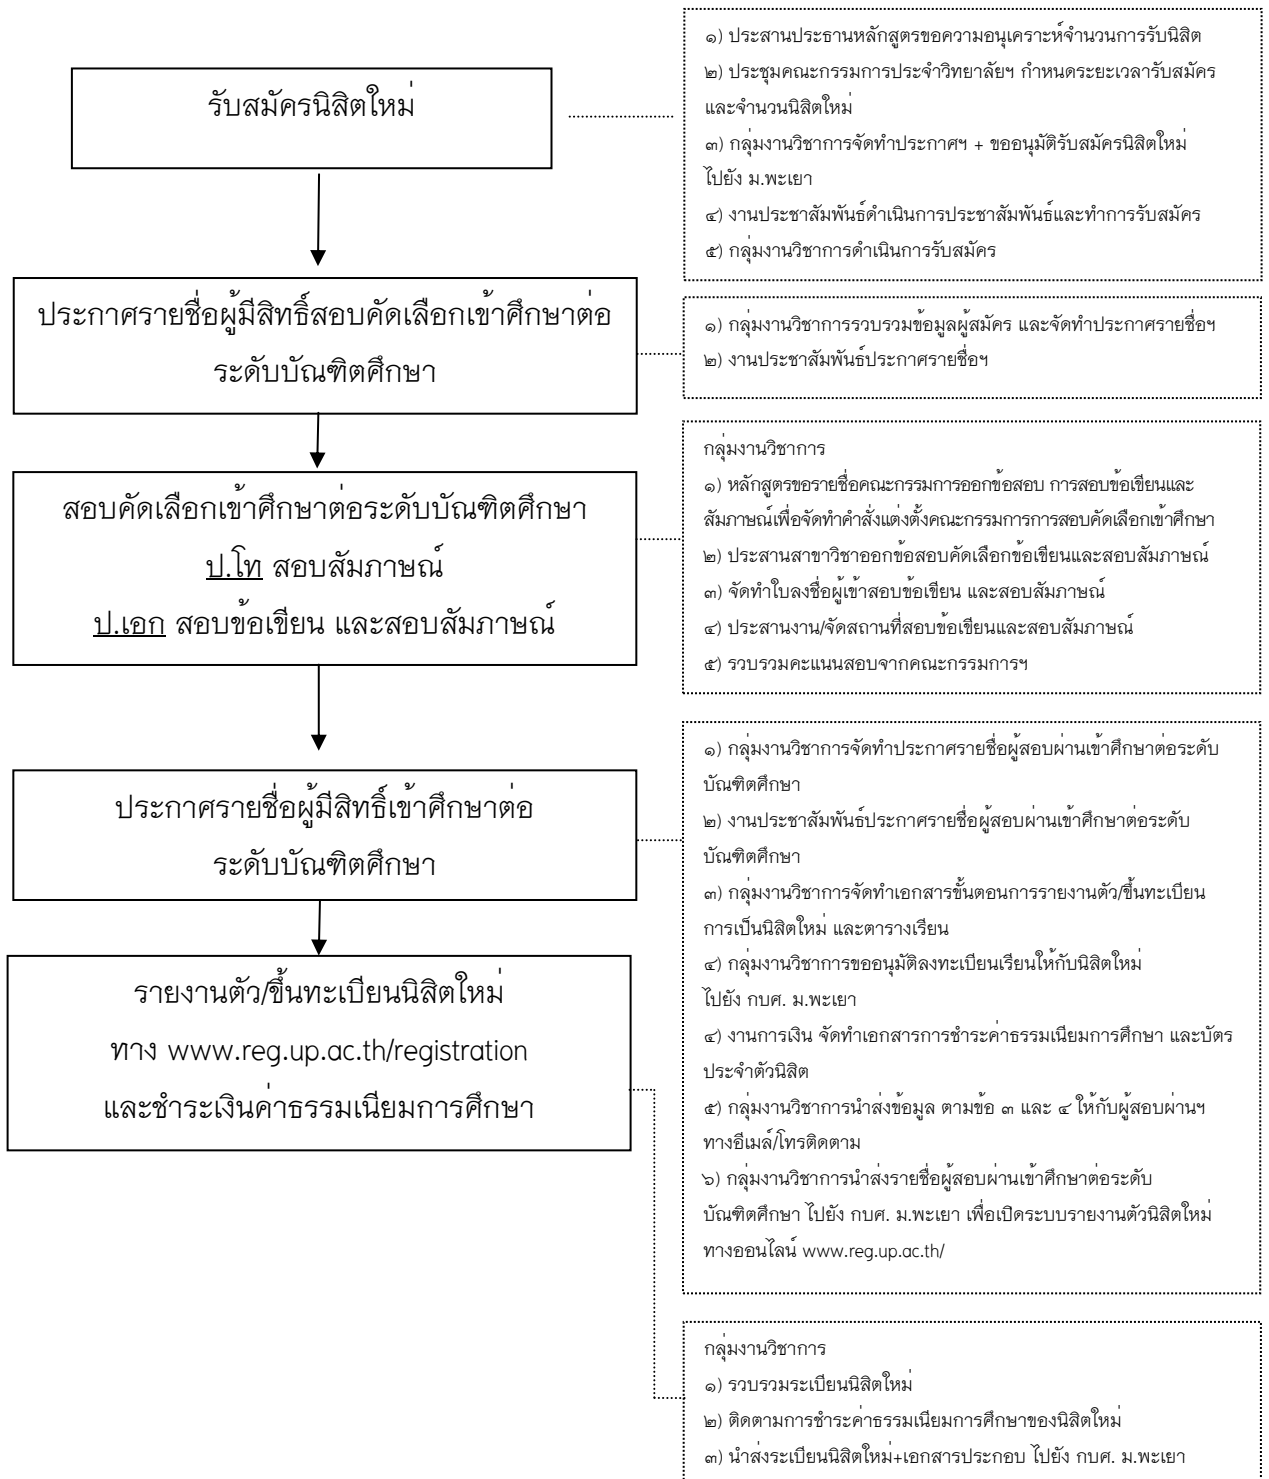 รับสมัครนิสิตใหม่
๑) ประสานประธานหลักสูตรขอความอนุเคราะห์จำนวนการรับนิสิต
๒) ประชุมคณะกรรมการประจำวิทยาลัยฯ กำหนดระยะเวลารับสมัคร
และจำนวนนิสิตใหม่
๓) กลุ่มงานวิชาการจัดทำประกาศฯ + ขออนุมัติรับสมัครนิสิตใหม่
ไปยัง ม.พะเยา
๔) งานประชาสัมพันธ์ดำเนินการประชาสัมพันธ์และทำการรับสมัคร
๕) กลุ่มงานวิชาการดำเนินการรับสมัคร
ประกาศรายชื่อผู้มีสิทธิ์สอบคัดเลือกเข้าศึกษาต่อ
ระดับบัณฑิตศึกษา
๑) กลุ่มงานวิชาการรวบรวมข้อมูลผู้สมัคร และจัดทำประกาศรายชื่อฯ
๒) งานประชาสัมพันธ์ประกาศรายชื่อฯ
สอบคัดเลือกเข้าศึกษาต่อระดับบัณฑิตศึกษา
ป.โท สอบสัมภาษณ์
ป.เอก สอบข้อเขียน และสอบสัมภาษณ์
กลุ่มงานวิชาการ
๑) หลักสูตรขอรายชื่อคณะกรรมการออกข้อสอบ การสอบข้อเขียนและ
สัมภาษณ์เพื่อจัดทำคำสั่งแต่งตั้งคณะกรรมการการสอบคัดเลือกเข้าศึกษา
๒) ประสานสาขาวิชาออกข้อสอบคัดเลือกข้อเขียนและสอบสัมภาษณ์
๓) จัดทำใบลงชื่อผู้เข้าสอบข้อเขียน และสอบสัมภาษณ์
๔) ประสานงาน/จัดสถานที่สอบข้อเขียนและสอบสัมภาษณ์
๕) รวบรวมคะแนนสอบจากคณะกรรมการฯ
ประกาศรายชื่อผู้มีสิทธิ์เข้าศึกษาต่อ
ระดับบัณฑิตศึกษา
๑) กลุ่มงานวิชาการจัดทำประกาศรายชื่อผู้สอบผ่านเข้าศึกษาต่อระดับ
บัณฑิตศึกษา
๒) งานประชาสัมพันธ์ประกาศรายชื่อผู้สอบผ่านเข้าศึกษาต่อระดับ
บัณฑิตศึกษา
๓) กลุ่มงานวิชาการจัดทำเอกสารขั้นตอนการรายงานตัว/ขึ้นทะเบียน
การเป็นนิสิตใหม่ และตารางเรียน
๔) กลุ่มงานวิชาการขออนุมัติลงทะเบียนเรียนให้กับนิสิตใหม่
ไปยัง กบศ. ม.พะเยา
๔) งานการเงิน จัดทำเอกสารการชำระค่าธรรมเนียมการศึกษา และบัตร
ประจำตัวนิสิต
๕) กลุ่มงานวิชาการนำส่งข้อมูล ตามข้อ ๓ และ ๔ ให้กับผู้สอบผ่านฯ
ทางอีเมล์/โทรติดตาม
๖) กลุ่มงานวิชาการนำส่งรายชื่อผู้สอบผ่านเข้าศึกษาต่อระดับ
บัณฑิตศึกษา ไปยัง กบศ. ม.พะเยา เพื่อเปิดระบบรายงานตัวนิสิตใหม่
ทางออนไลน์ www.reg.up.ac.th/
รายงานตัว/ขึ้นทะเบียนนิสิตใหม่
ทาง www.reg.up.ac.th/registration
และชำระเงินค่าธรรมเนียมการศึกษา
กลุ่มงานวิชาการ
๑) รวบรวมระเบียนนิสิตใหม่
๒) ติดตามการชำระค่าธรรมเนียมการศึกษาของนิสิตใหม่
๓) นำส่งระเบียนนิสิตใหม่+เอกสารประกอบ ไปยัง กบศ. ม.พะเยา